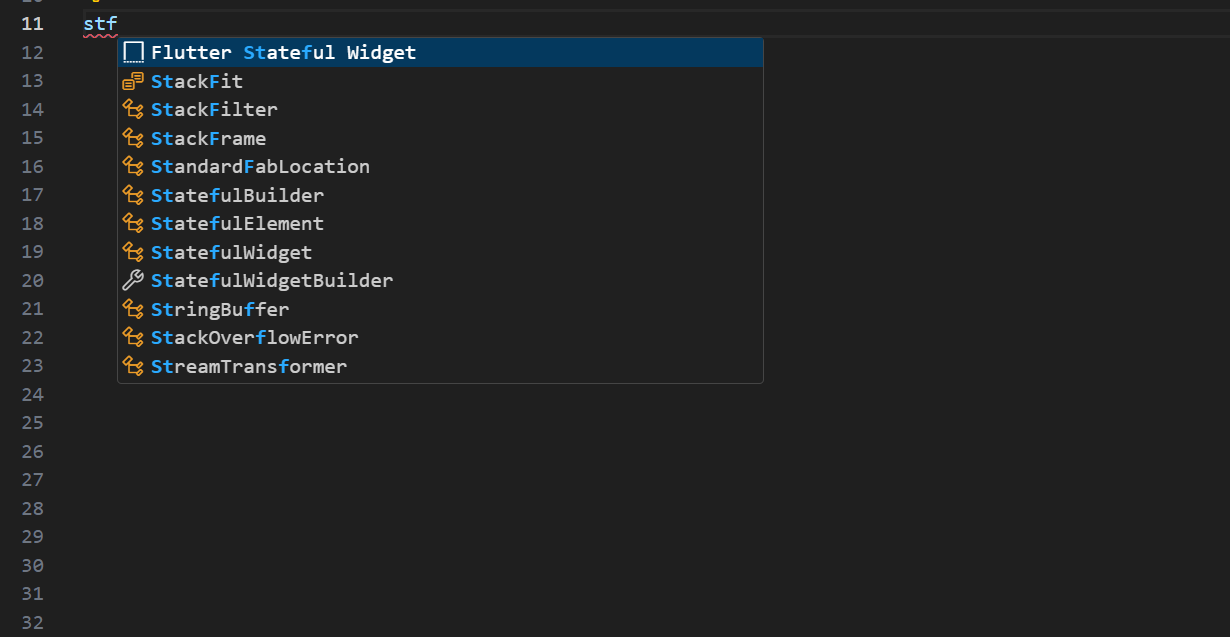 11 stf
12 Flutter Stateful Widget
13 StackFit
14 StackFilter
15 StackFrame
16 StandardFabLocation
17 StatefulBuilder
18 StatefulElement
19 StatefulWidget
20 StatefulWidgetBuilder
21 StringBuffer
22 StackOverflowError
23 StreamTransformer
24
25
26
27
28
29
30
31
32